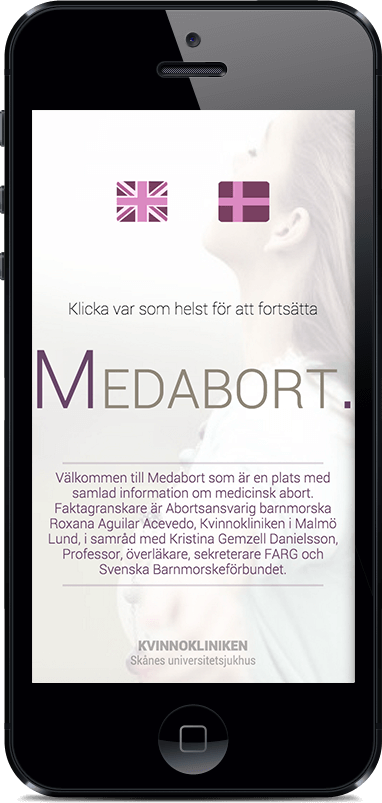 Klicka var som helst för att fortsätta
MEDABORT.
Välkommen till Medabort som är en plats med
samlad information om medicinsk abort.
Faktagranskare är Abortsansvarig barnmorska
Roxana Aguilar Acevedo, Kvinnokliniken i Malmö
Lund, i samråd med Kristina Gemzell Danielsson,
Professor, överläkare, sekreterare FARG och
Svenska Barnmorskeförbundet.
KVINNOKLINIKEN
Skånes universitetsjukhus